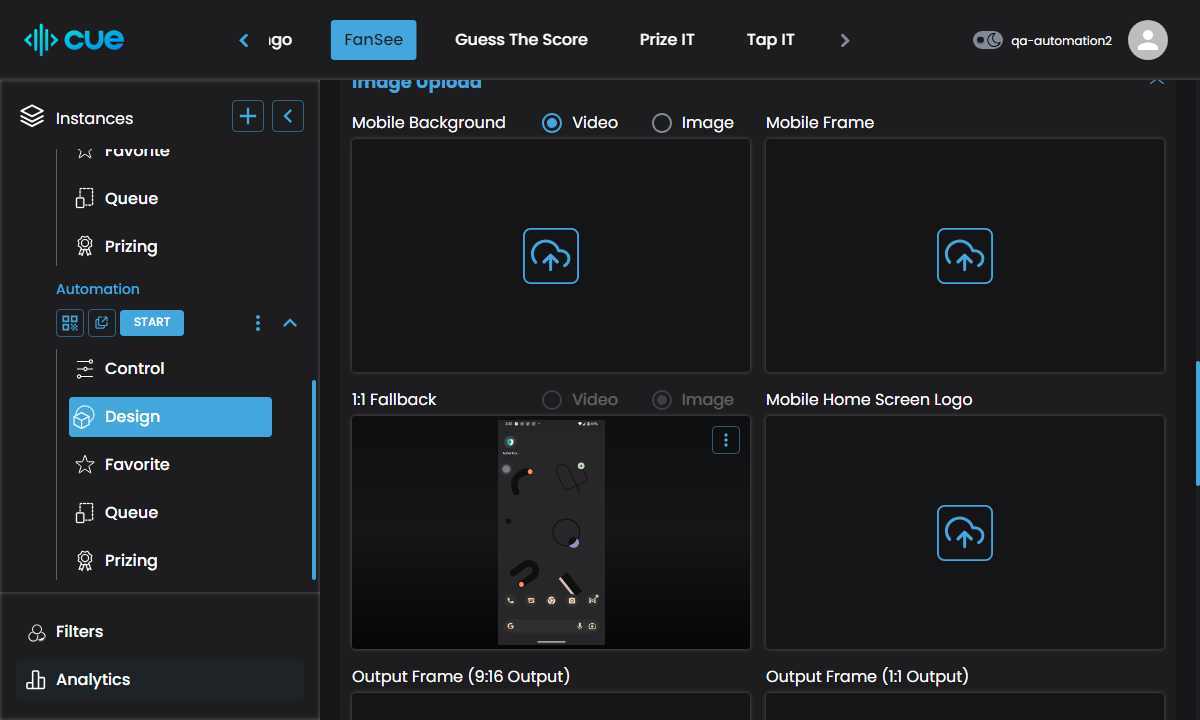 cue
FanSee
Guess The Score
Prize IT
Tap IT
qa-automation2
Instances
Favorite
Queue
Prizing
Automation
START
Control
Design
Favorite
Queue
Prizing
Filters
Analytics
Image Upload
Mobile Background
Video
Image
Mobile Frame
1:1 Fallback
Video
Image
Mobile Home Screen Logo
Output Frame (9:16 Output)
Output Frame (1:1 Output)